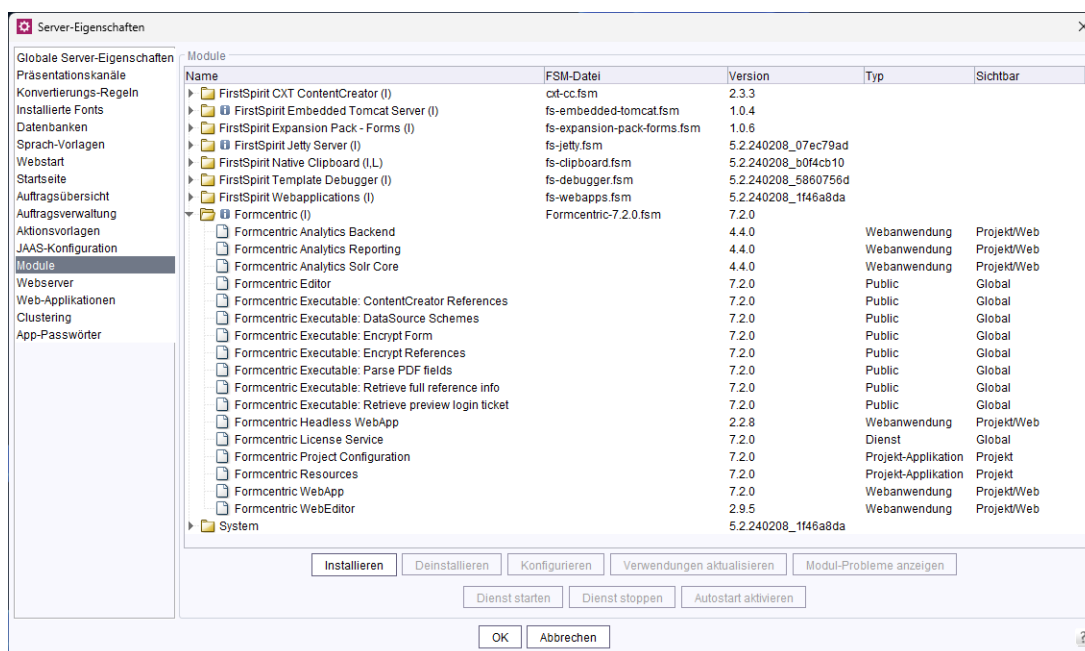 Server-Eigenschaften
Globale Server-Eigenschaften
Präsentationskanäle
Konvertierungs-Regeln
Installierte Fonts
Datenbanken
Sprach-Vorlagen
Webstart
Startseite
Auftragsübersicht
Auftragsverwaltung
Aktionsvorlagen
JAAS-Konfiguration
Module
Webserver
Web-Applikationen
Clustering
App-Passwörter
Module
Name FSM-Datei Version Typ Sichtbar
FirstSpirit CXT ContentCreator (I) cxt-cc.fsm 2.3.3
FirstSpirit Embedded Tomcat Server (I) fs-embedded-tomcat.fsm 1.0.4
FirstSpirit Expansion Pack - Forms (I) fs-expansion-pack-forms.fsm 1.0.6
FirstSpirit Jetty Server (I) fs-jetty.fsm 5.2.240208_07ec79ad
FirstSpirit Native Clipboard (I,L) fs-clipboard.fsm 5.2.240208_b0f4cb10
FirstSpirit Template Debugger (I) fs-debugger.fsm 5.2.240208_5860756d
FirstSpirit Webapplications (I) fs-webapps.fsm 5.2.240208_1f46a8da
Formcentric (I) Formcentric-7.2.0.fsm 7.2.0
Formcentric Analytics Backend 4.4.0 Webanwendung Projekt/Web
Formcentric Analytics Reporting 4.4.0 Webanwendung Projekt/Web
Formcentric Analytics Solr Core 4.4.0 Webanwendung Projekt/Web
Formcentric Editor 7.2.0 Public Global
Formcentric Executable: ContentCreator References 7.2.0 Public Global
Formcentric Executable: DataSource Schemes 7.2.0 Public Global
Formcentric Executable: Encrypt Form 7.2.0 Public Global
Formcentric Executable: Encrypt References 7.2.0 Public Global
Formcentric Executable: Parse PDF fields 7.2.0 Public Global
Formcentric Executable: Retrieve full reference info 7.2.0 Public Global
Formcentric Executable: Retrieve preview login ticket 7.2.0 Public Global
Formcentric Headless WebApp 2.2.8 Webanwendung Projekt/Web
Formcentric License Service 7.2.0 Dienst Global
Formcentric Project Configuration 7.2.0 Projekt-Applikation Projekt
Formcentric Resources 7.2.0 Projekt-Applikation Projekt
Formcentric WebApp 7.2.0 Webanwendung Projekt/Web
Formcentric WebEditor 2.9.5 Webanwendung Projekt/Web
System 5.2.240208_1f46a8da
Installieren Deinstallieren Konfigurieren Verwendungen aktualisieren Modul-Probleme anzeigen
Dienst starten Dienst stoppen Autostart aktivieren
OK Abbrechen ?